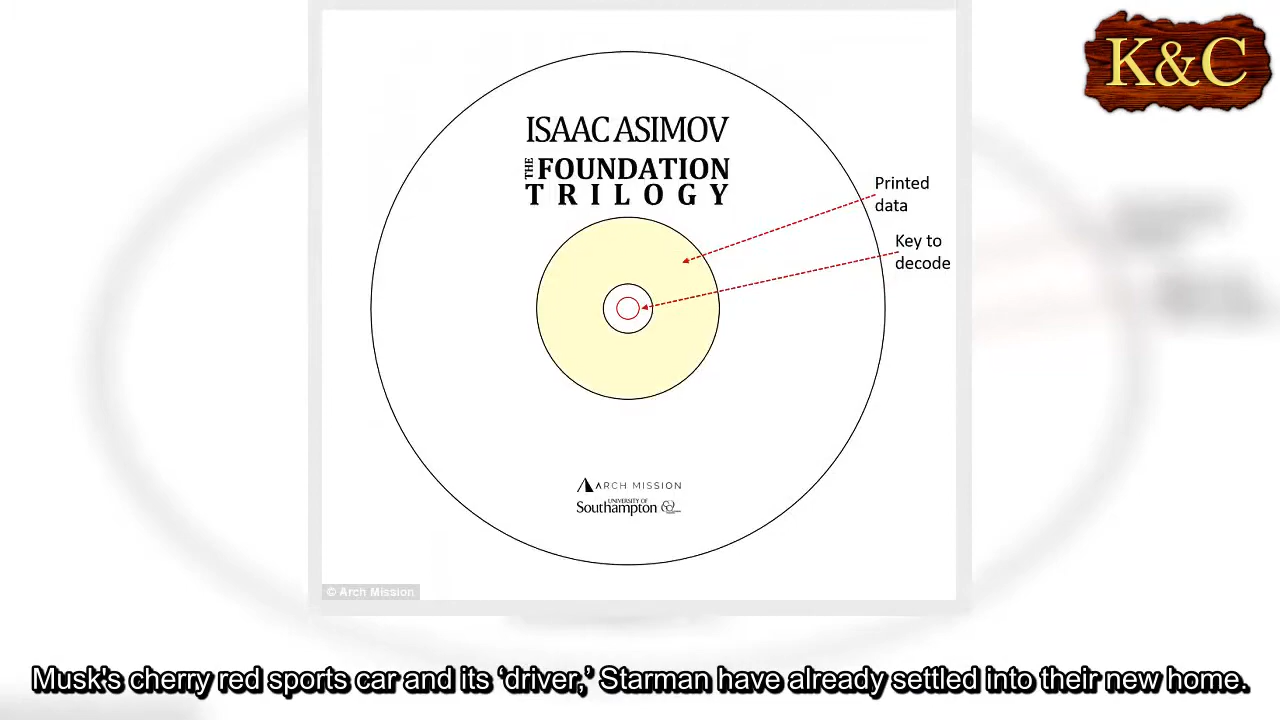 K&C
ISAAC ASIMOV
THE FOUNDATION
TRILOGY
Printed
data
Key to
decode
ARCH MISSION
UNIVERSITY OF
Southampton
© Arch Mission
Musk's cherry red sports car and its ‘driver,’ Starman have already settled into their new home.